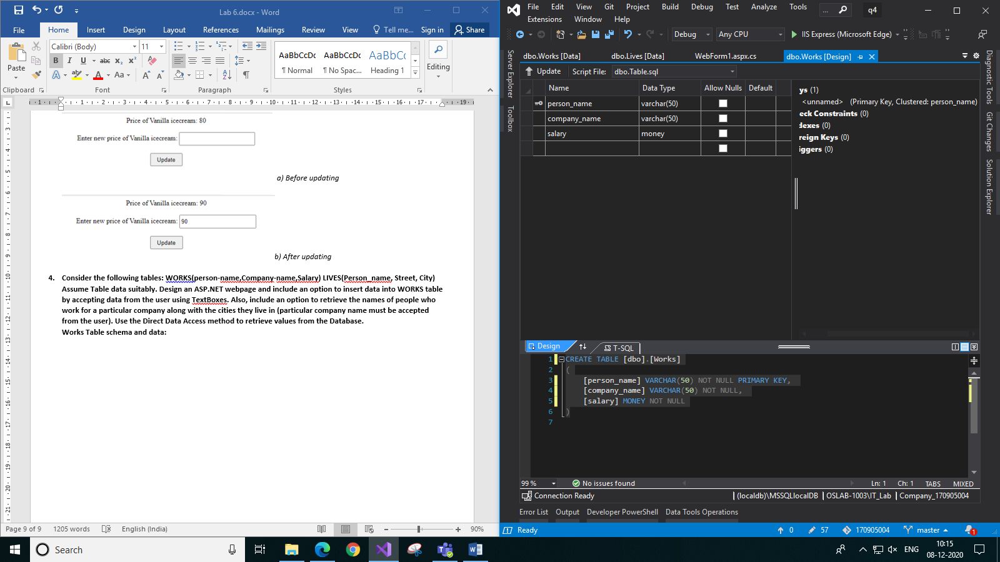 Lab 6.docx - Word
File Home Insert Design Layout References Mailings Review View Tell me... Sign in Share
Paste
Calibri (Body) 11
B I U abc x₂ x²
A A Aa A A
AaBbCcDc AaBbCcDc AaBbCc
¶ Normal ¶ No Spac... Heading 1
Editing
Clipboard Font Paragraph Styles
Price of Vanilla icecream: 80
Enter new price of Vanilla icecream:
Update
a) Before updating
Price of Vanilla icecream: 90
Enter new price of Vanilla icecream: 90
Update
b) After updating
4. Consider the following tables: WORKS(person-name,Company-name,Salary) LIVES(Person_name, Street, City)
Assume Table data suitably. Design an ASP.NET webpage and include an option to insert data into WORKS table
by accepting data from the user using TextBoxes. Also, include an option to retrieve the names of people who
work for a particular company along with the cities they live in (particular company name must be accepted
from the user). Use the Direct Data Access method to retrieve values from the Database.
Works Table schema and data:
Page 9 of 9 1205 words English (India) 90%
File Edit View Git Project Build Debug Test Analyze Tools ... q4
Extensions Window Help
Debug Any CPU IIS Express (Microsoft Edge)
Server Explorer
Toolbox
dbo.Works [Data] dbo.Lives [Data] WebForm1.aspx.cs dbo.Works [Design]
Update Script File: dbo.Table.sql
Name Data Type Allow Nulls Default
person_name varchar(50)
company_name varchar(50)
salary money
ys (1)
<unnamed> (Primary Key, Clustered: person_name)
eck Constraints (0)
dexes (0)
reign Keys (0)
iggers (0)
Diagnostic Tools
Git Changes
Solution Explorer
Design T-SQL
1 CREATE TABLE [dbo].[Works]
2 (
3 [person_name] VARCHAR(50) NOT NULL PRIMARY KEY,
4 [company_name] VARCHAR(50) NOT NULL,
5 [salary] MONEY NOT NULL
6 )
7
99 % No issues found Ln: 1 Ch: 1 TABS MIXED
Connection Ready | (localdb)\MSSQLlocalDB | OSLAB-1003\IT_Lab | Company_170905004
Error List Output Developer PowerShell Data Tools Operations
Ready 0 57 170905004 master 1
Search
ENG 10:15
08-12-2020